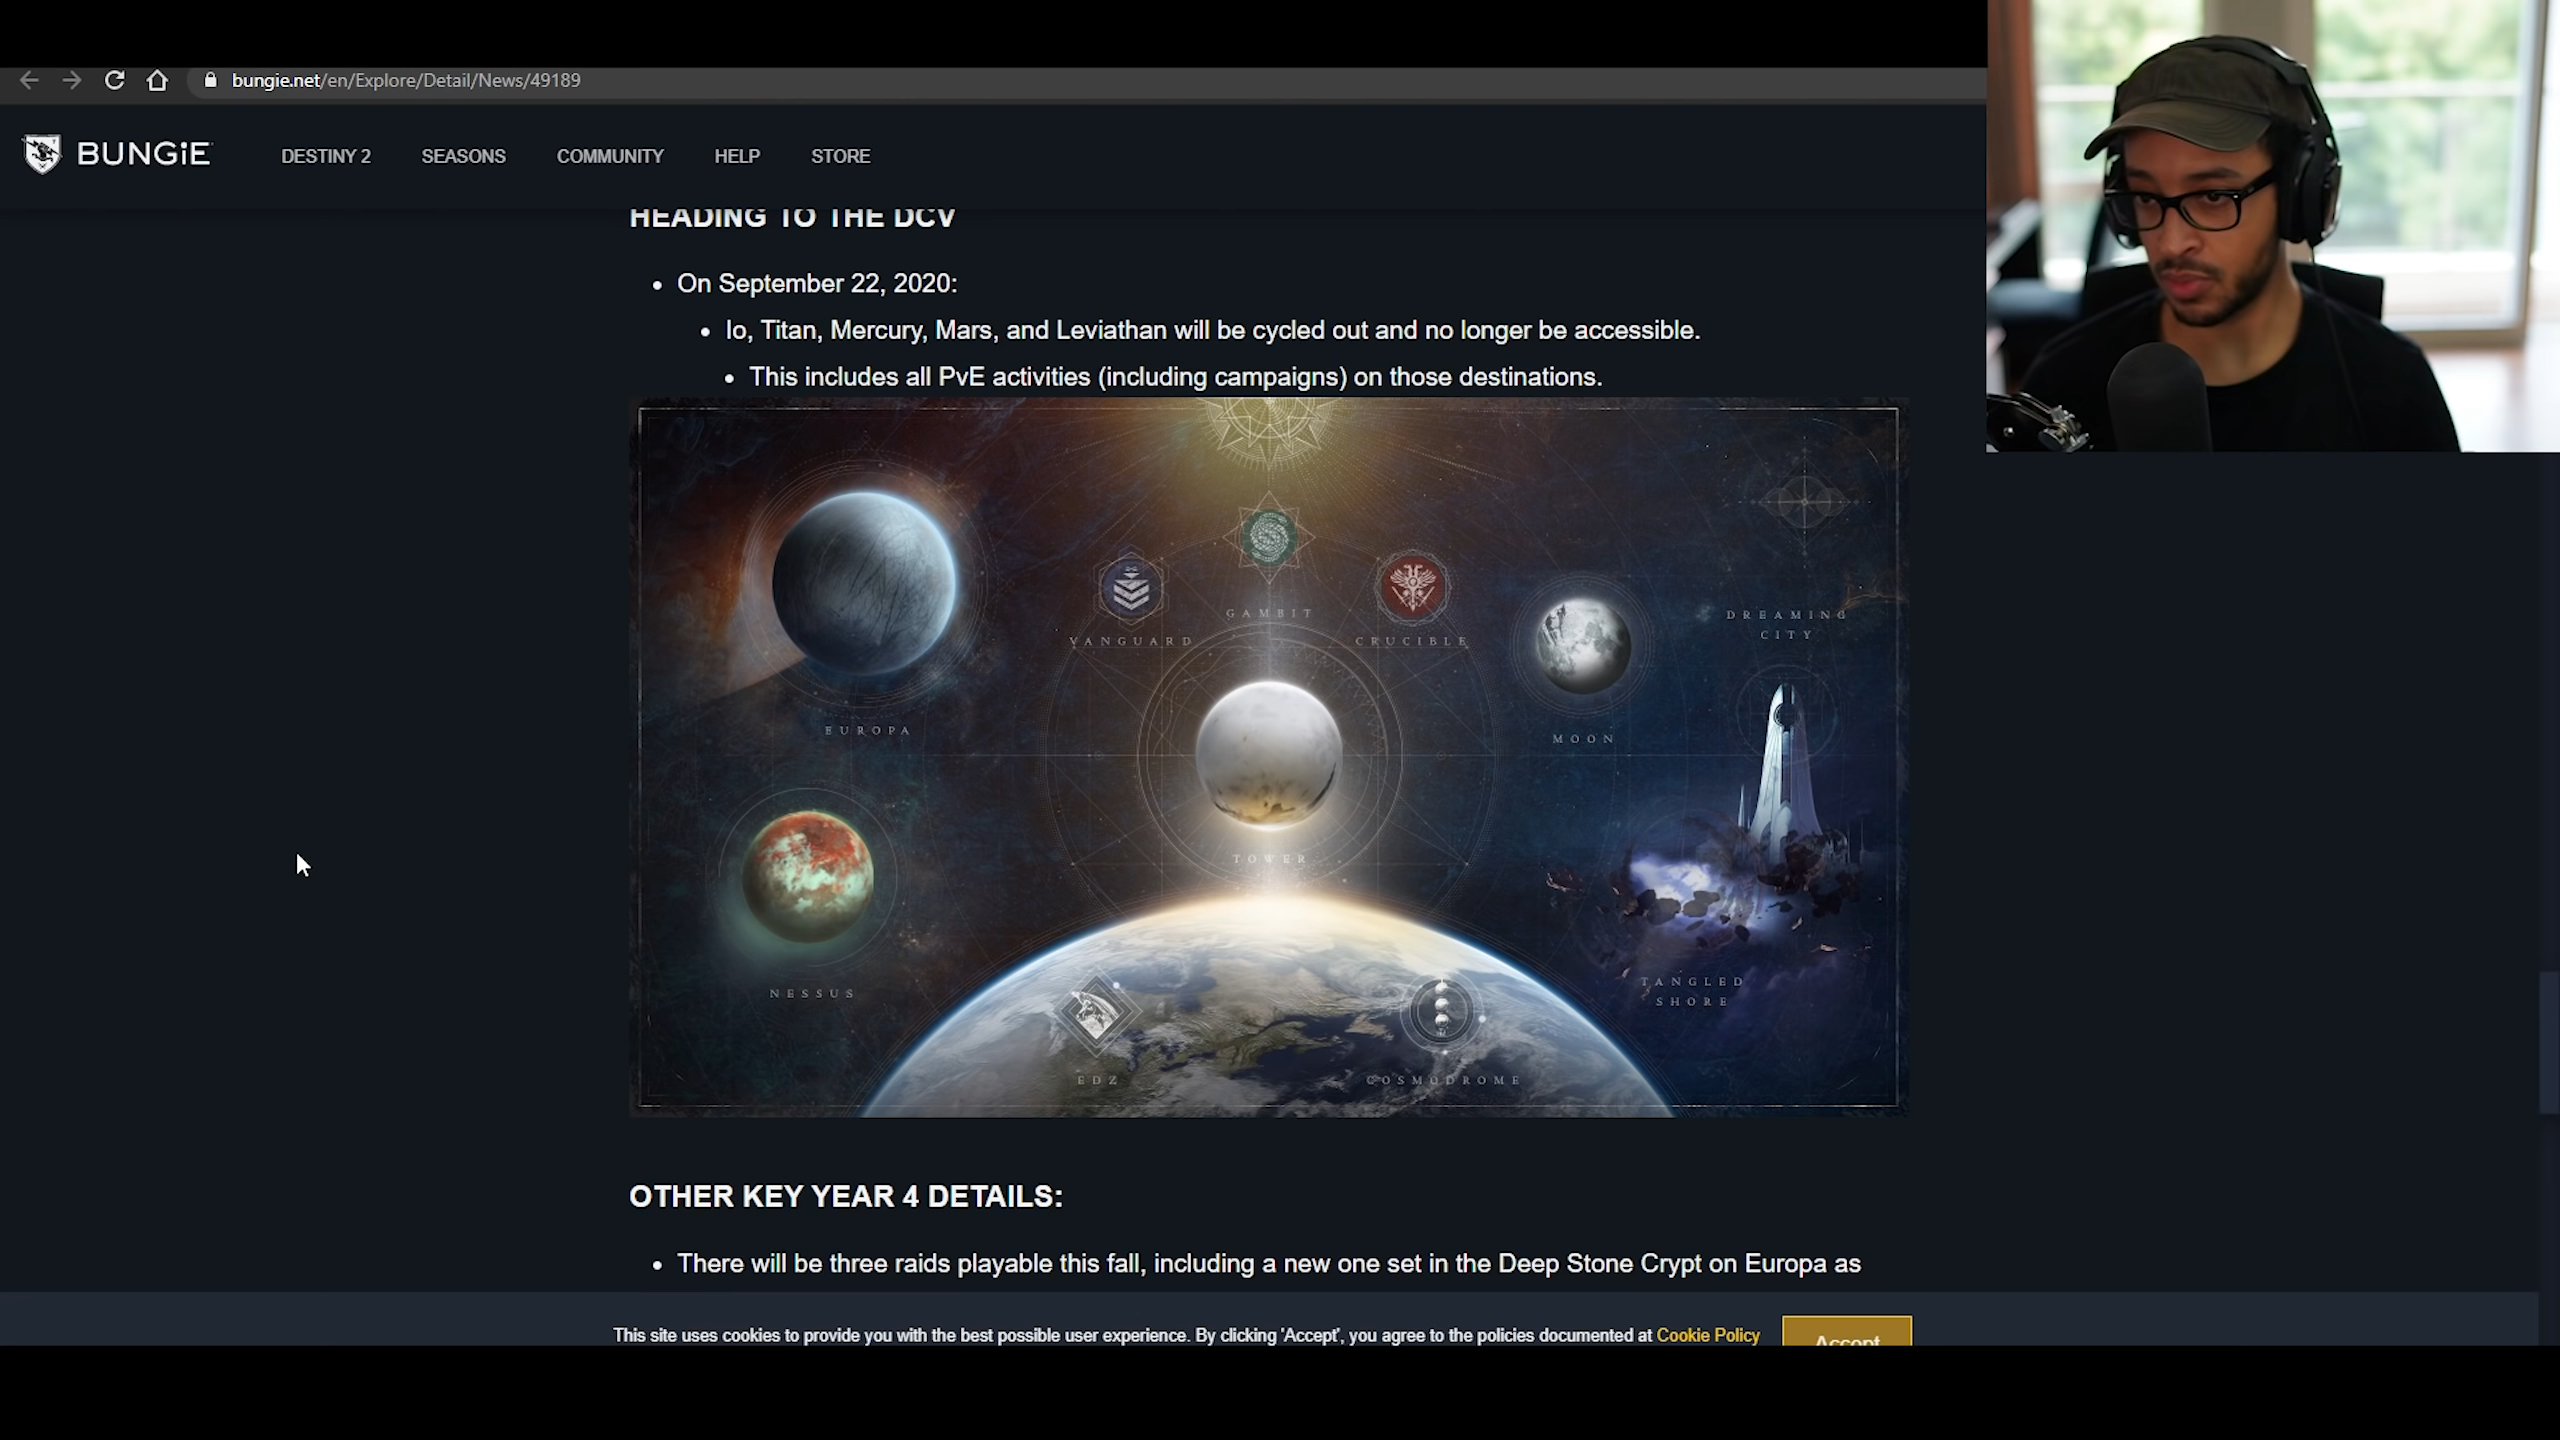 bungie.net/en/Explore/Detail/News/49189
BUNGiE
DESTINY 2 SEASONS COMMUNITY HELP STORE
HEADING TO THE DCV
On September 22, 2020:
Io, Titan, Mercury, Mars, and Leviathan will be cycled out and no longer be accessible.
This includes all PvE activities (including campaigns) on those destinations.
GAMBIT
VANGUARD
CRUCIBLE
DREAMING
CITY
EUROPA
MOON
TOWER
NESSUS
TANGLED
SHORE
EDZ
COSMODROME
OTHER KEY YEAR 4 DETAILS:
There will be three raids playable this fall, including a new one set in the Deep Stone Crypt on Europa as
This site uses cookies to provide you with the best possible user experience. By clicking 'Accept', you agree to the policies documented at Cookie Policy
Accept